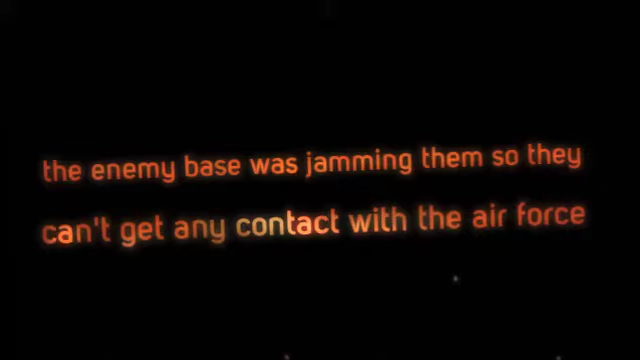 the enemy base was jamming them so they
can't get any contact with the air force